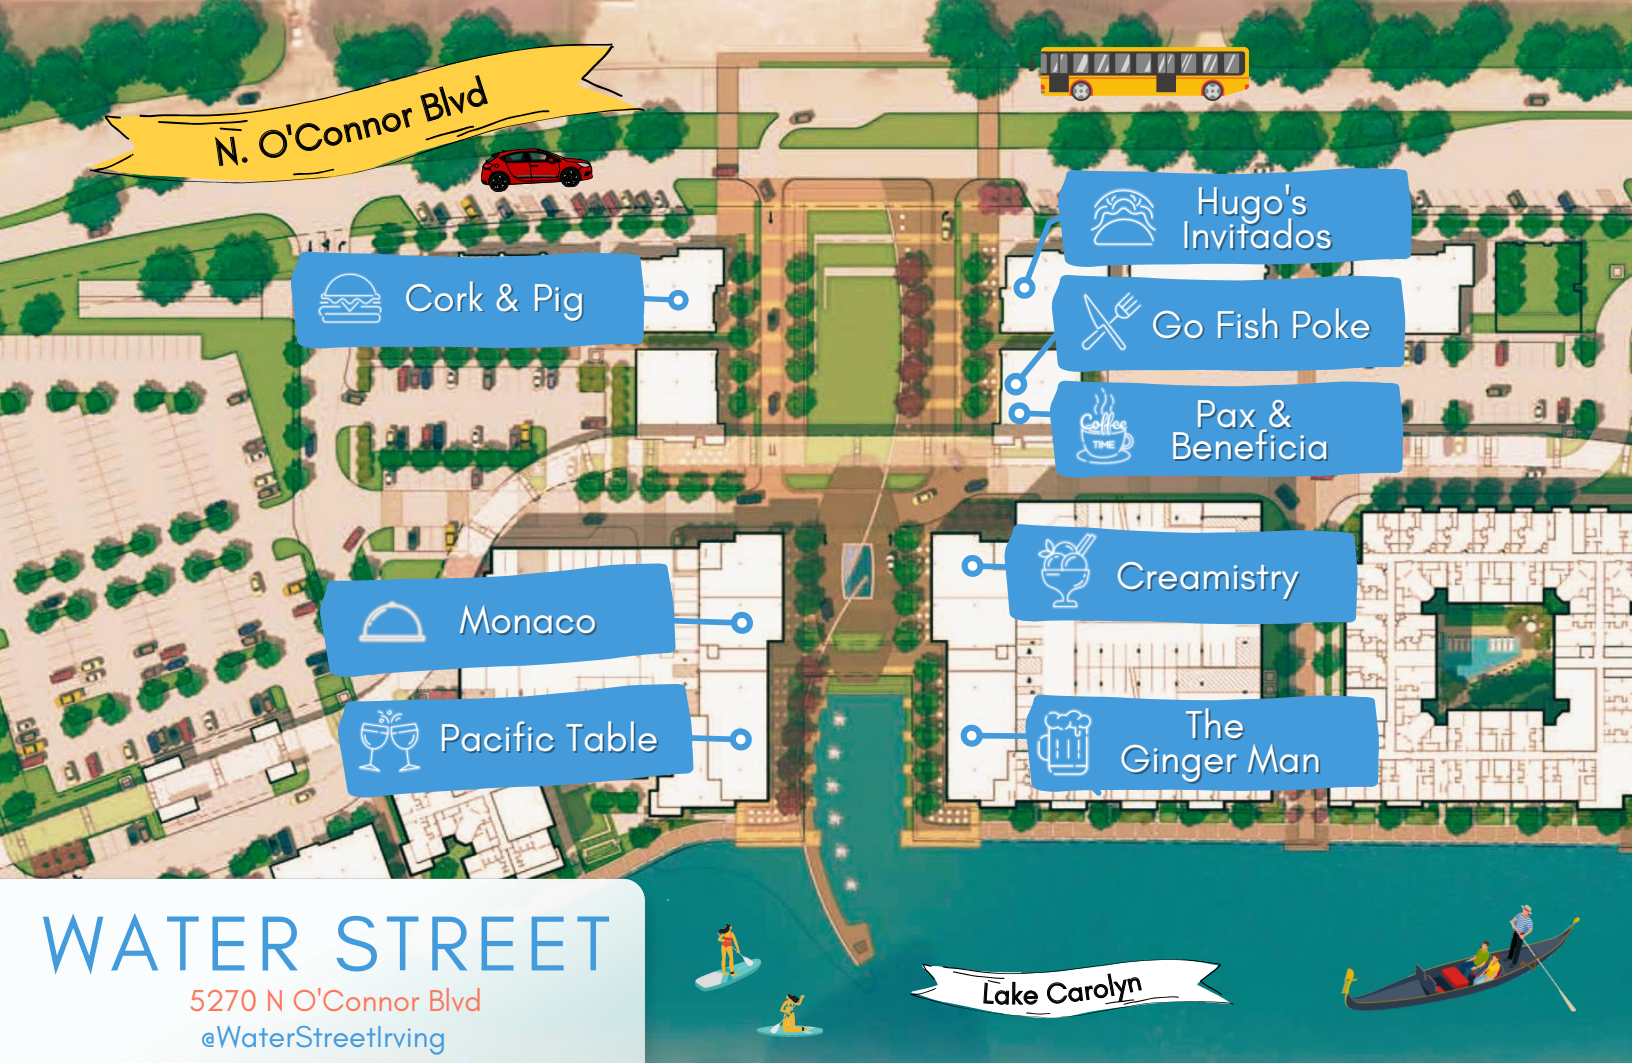 N. O'Connor Blvd
Hugo's
Invitados
Cork & Pig
Go Fish Poke
Coffee
TIME
Pax &
Beneficia
Creamistry
Monaco
Pacific Table
The
Ginger Man
WATER STREET
5270 N O'Connor Blvd
@WaterStreetIrving
Lake Carolyn